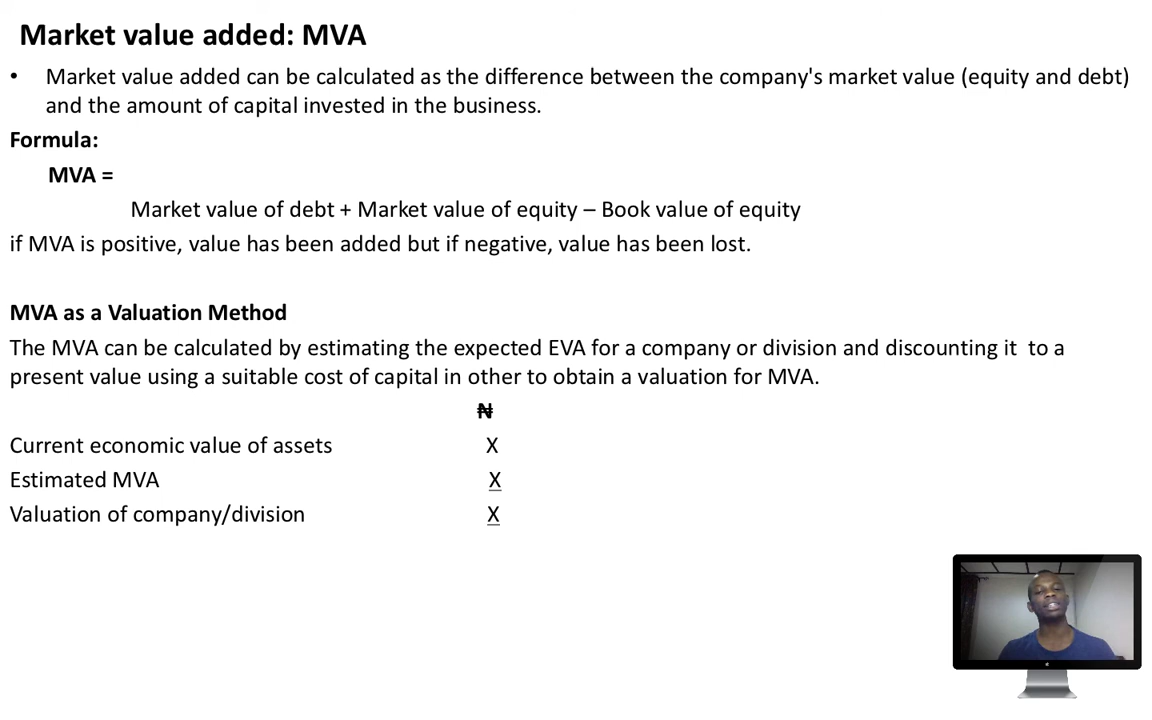 Market value added: MVA
• Market value added can be calculated as the difference between the company's market value (equity and debt)
and the amount of capital invested in the business.
Formula:
MVA =
Market value of debt + Market value of equity – Book value of equity
if MVA is positive, value has been added but if negative, value has been lost.
MVA as a Valuation Method
The MVA can be calculated by estimating the expected EVA for a company or division and discounting it to a
present value using a suitable cost of capital in other to obtain a valuation for MVA.
₦
Current economic value of assets X
Estimated MVA X
Valuation of company/division X